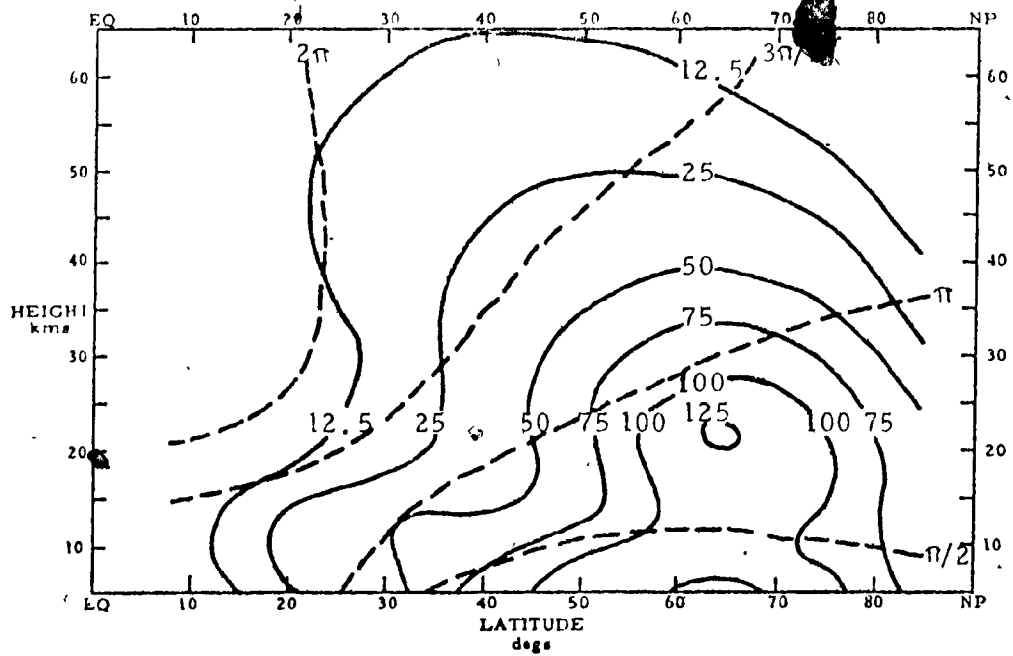 EQ 10 20 30 40 50 60 70 80 NP
2π 3π/
60 12.5 60
50 25 50
40 50 40
π
HEIGHT
kms
75
30 30
100
125
12.5 25 50 75 100 100 75
20 20
10 10
π/2
EQ 10 20 30 40 50 60 70 80 NP
LATITUDE
degs